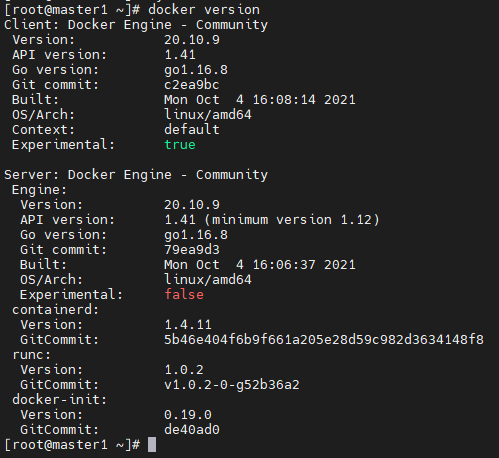 [root@master1 ~]# docker version
Client: Docker Engine - Community
 Version:           20.10.9
 API version:       1.41
 Go version:        go1.16.8
 Git commit:        c2ea9bc
 Built:             Mon Oct  4 16:08:14 2021
 OS/Arch:           linux/amd64
 Context:           default
 Experimental:      true

Server: Docker Engine - Community
 Engine:
  Version:          20.10.9
  API version:      1.41 (minimum version 1.12)
  Go version:       go1.16.8
  Git commit:       79ea9d3
  Built:            Mon Oct  4 16:06:37 2021
  OS/Arch:          linux/amd64
  Experimental:     false
 containerd:
  Version:          1.4.11
  GitCommit:        5b46e404f6b9f661a205e28d59c982d3634148f8
 runc:
  Version:          1.0.2
  GitCommit:        v1.0.2-0-g52b36a2
 docker-init:
  Version:          0.19.0
  GitCommit:        de40ad0
[root@master1 ~]#